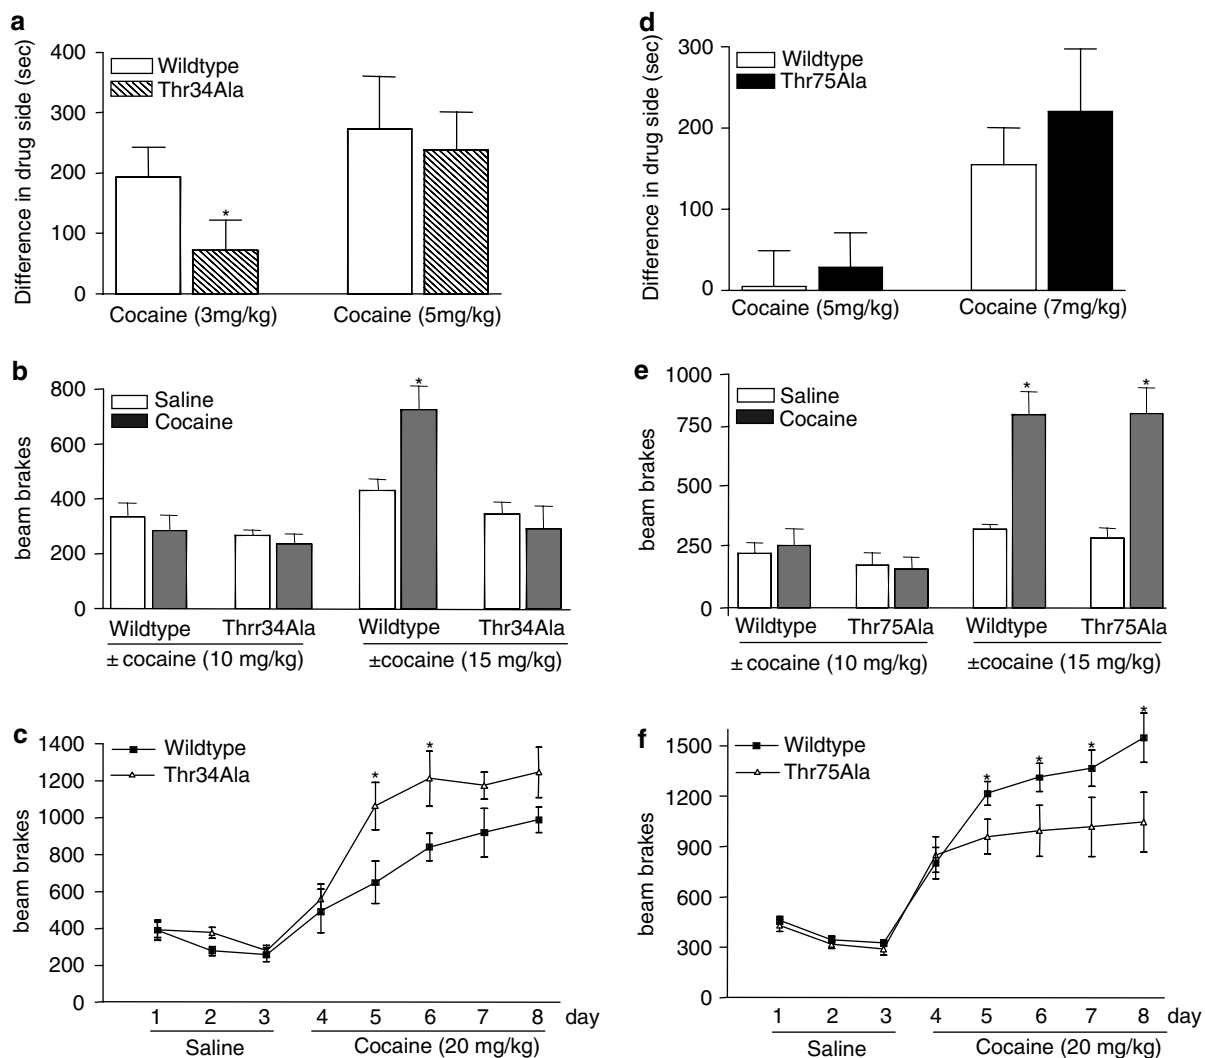 a
Difference in drug side (sec)
400
300
200
100
0
Wildtype
Thr34Ala
*
Cocaine (3mg/kg) Cocaine (5mg/kg)
d
Difference in drug side (sec)
300
200
100
0
Wildtype
Thr75Ala
Cocaine (5mg/kg) Cocaine (7mg/kg)
b
beam brakes
800
600
400
200
0
Saline
Cocaine
*
Wildtype Thrr34Ala Wildtype Thr34Ala
± cocaine (10 mg/kg) ±cocaine (15 mg/kg)
e
beam brakes
1000
750
500
250
0
Saline
Cocaine
* *
Wildtype Thr75Ala Wildtype Thr75Ala
± cocaine (10 mg/kg) ±cocaine (15 mg/kg)
c
beam brakes
1400
1200
1000
800
600
400
200
0
Wildtype
Thr34Ala
* *
1 2 3 4 5 6 7 8 day
Saline Cocaine (20 mg/kg)
f
beam brakes
1500
1200
900
600
300
0
Wildtype
Thr75Ala
* * * *
1 2 3 4 5 6 7 8 day
Saline Cocaine (20 mg/kg)